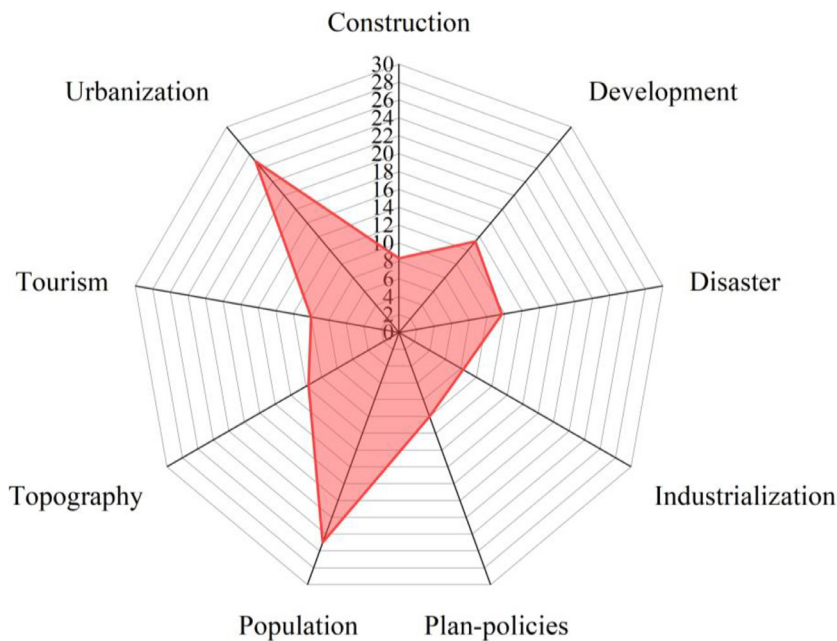 Construction
Urbanization
Development
30
28
26
24
22
20
18
16
14
12
10
8
6
4
2
0
Tourism
Disaster
Topography
Industrialization
Population
Plan-policies